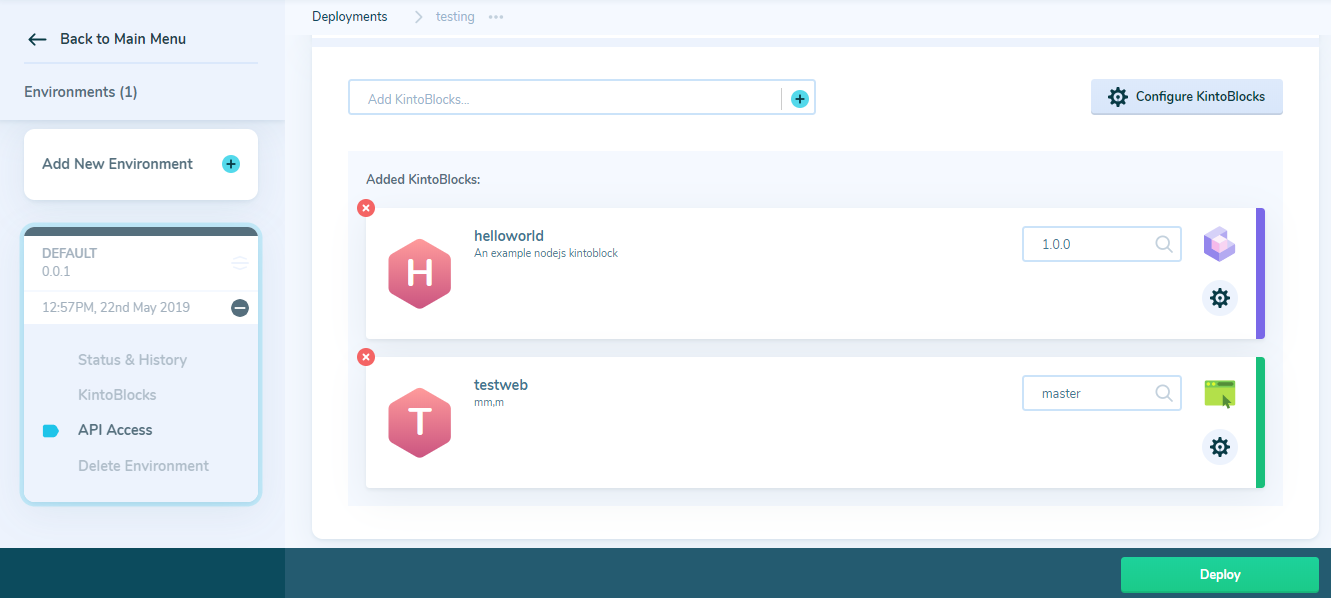 Back to Main Menu
Environments (1)
Add New Environment
DEFAULT
0.0.1
12:57PM, 22nd May 2019
Status & History
KintoBlocks
API Access
Delete Environment
Deployments
testing
Add KintoBlocks...
Configure KintoBlocks
Added KintoBlocks:
H
helloworld
An example nodejs kintoblock
1.0.0
T
testweb
mm,m
master
Deploy